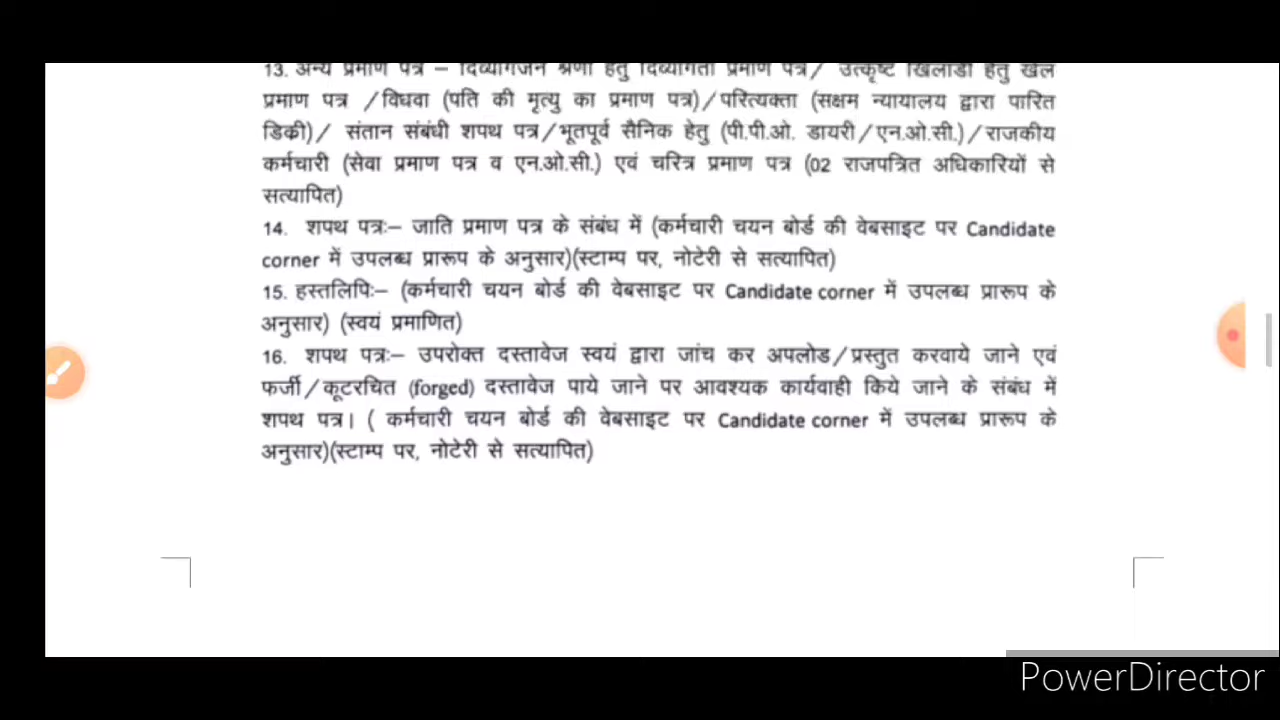 13. अन्य प्रमाण पत्र – दिव्यांगजन श्रेणी हेतु दिव्यांगता प्रमाण पत्र/ उत्कृष्ट खिलाडी हेतु खेल
प्रमाण पत्र /विधवा (पति की मृत्यु का प्रमाण पत्र)/परित्यक्ता (सक्षम न्यायालय द्वारा पारित
डिक्री)/ संतान संबंधी शपथ पत्र/भूतपूर्व सैनिक हेतु (पी.पी.ओ. डायरी/एन.ओ.सी.)/राजकीय
कर्मचारी (सेवा प्रमाण पत्र व एन.ओ.सी.) एवं चरित्र प्रमाण पत्र (02 राजपत्रित अधिकारियों से
सत्यापित)
14. शपथ पत्रः– जाति प्रमाण पत्र के संबंध में (कर्मचारी चयन बोर्ड की वेबसाइट पर Candidate
corner में उपलब्ध प्रारूप के अनुसार)(स्टाम्प पर, नोटेरी से सत्यापित)
15. हस्तलिपिः– (कर्मचारी चयन बोर्ड की वेबसाइट पर Candidate corner में उपलब्ध प्रारूप के
अनुसार) (स्वयं प्रमाणित)
16. शपथ पत्रः– उपरोक्त दस्तावेज स्वयं द्वारा जांच कर अपलोड/प्रस्तुत करवाये जाने एवं
फर्जी/कूटरचित (forged) दस्तावेज पाये जाने पर आवश्यक कार्यवाही किये जाने के संबंध में
शपथ पत्र। ( कर्मचारी चयन बोर्ड की वेबसाइट पर Candidate corner में उपलब्ध प्रारूप के
अनुसार)(स्टाम्प पर, नोटेरी से सत्यापित)
PowerDirector